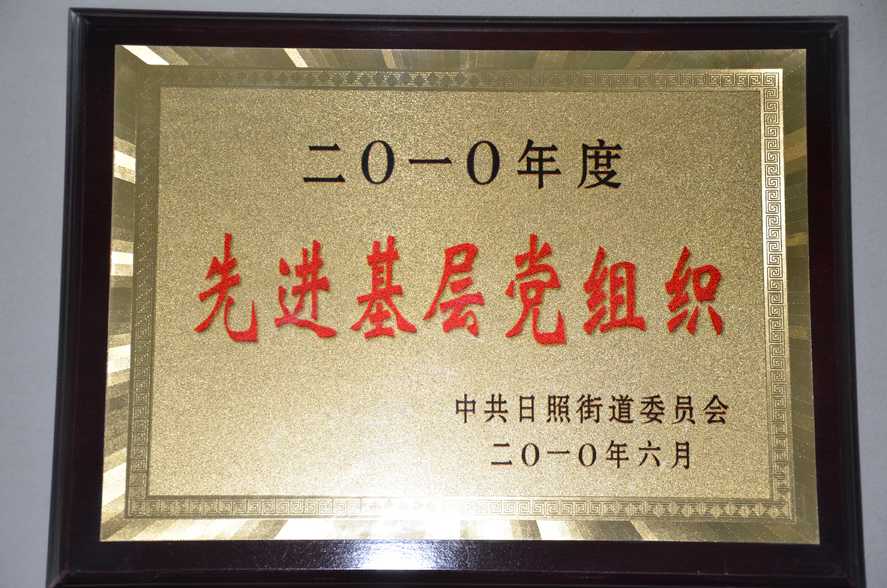 二〇一〇年度
先进基层党组织
中共日照街道委员会
二〇一〇年六月